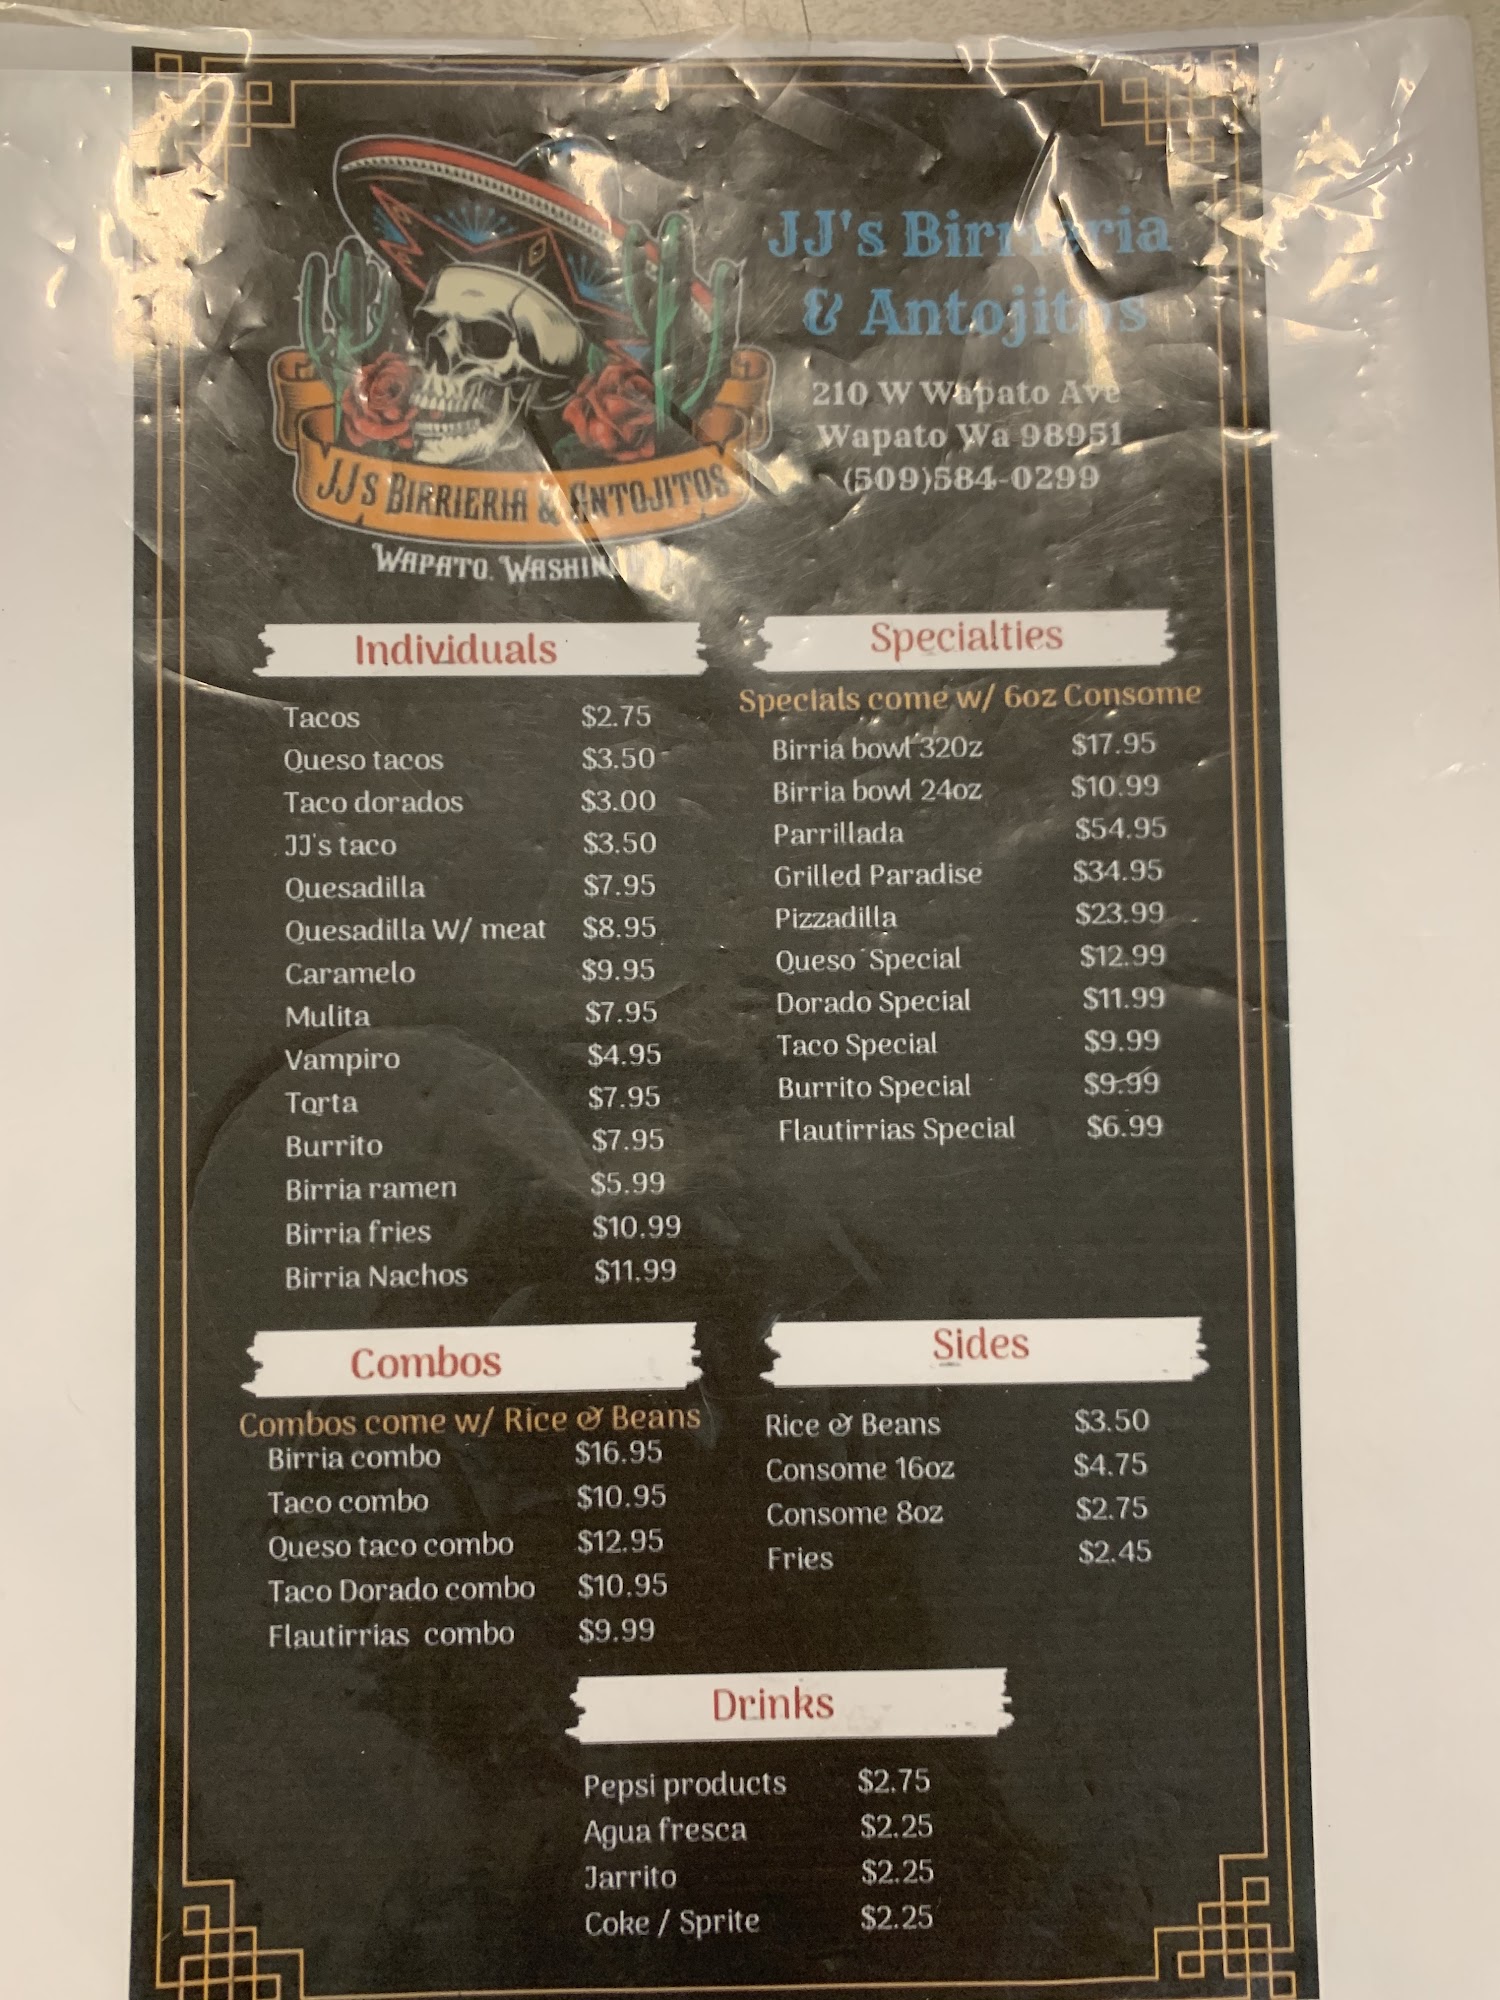 JJ's Birrieria
& Antojitos
210 W Wapato Ave
Wapato Wa 98951
(509)584-0299
JJ's Birrieria & Antojitos
Wapato, 
Individuals
Tacos $2.75
Queso tacos $3.50
Taco dorados $3.00
JJ's taco $3.50
Quesadilla $7.95
Quesadilla W/ meat $8.95
Caramelo $9.95
Mulita $7.95
Vampiro $4.95
Torta $7.95
Burrito $7.95
Birria ramen $5.99
Birria fries $10.99
Birria Nachos $11.99
Specialties
Specials come w/ 6oz Consome
Birria bowl 32oz $17.95
Birria bowl 24oz $10.99
Parrillada $54.95
Grilled Paradise $34.95
Pizzadilla $23.99
Queso Special $12.99
Dorado Special $11.99
Taco Special $9.99
Burrito Special $9.99
Flautirrias Special $6.99
Combos
Combos come w/ Rice & Beans
Birria combo $16.95
Taco combo $10.95
Queso taco combo $12.95
Taco Dorado combo $10.95
Flautirrias combo $9.99
Sides
Rice & Beans $3.50
Consome 16oz $4.75
Consome 8oz $2.75
Fries $2.45
Drinks
Pepsi products $2.75
Agua fresca $2.25
Jarrito $2.25
Coke / Sprite $2.25